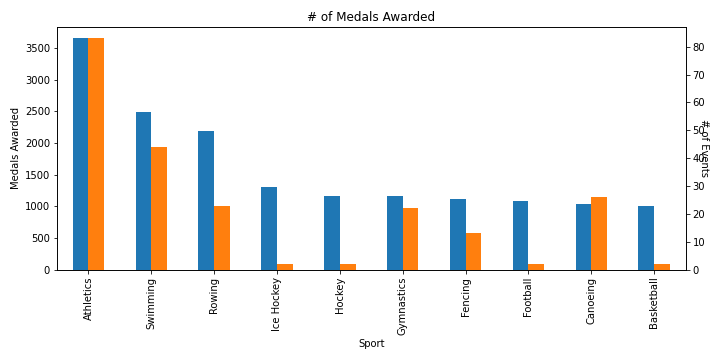 # of Medals Awarded
3500
3000
2500
2000
1500
1000
500
0
Medals Awarded
80
70
60
50
40
30
20
10
0
# of Events
Athletics
Swimming
Rowing
Ice Hockey
Hockey
Gymnastics
Fencing
Football
Canoeing
Basketball
Sport